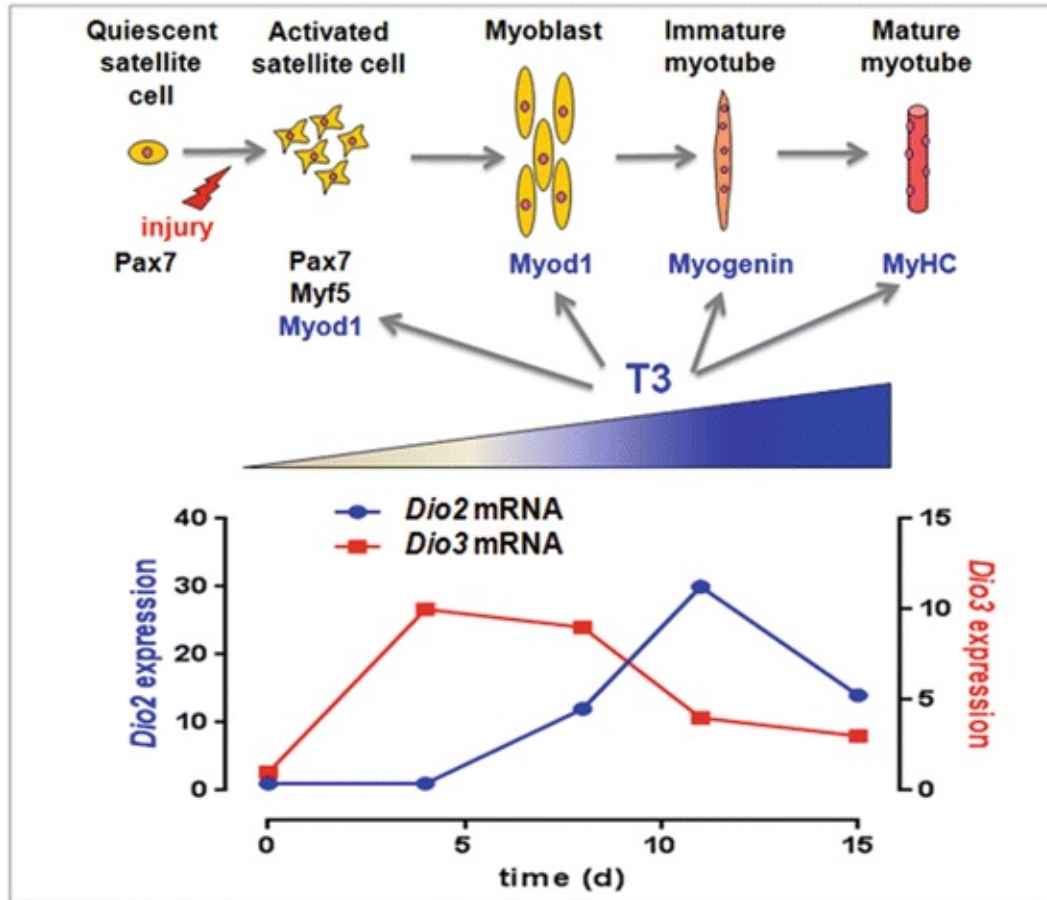 Quiescent
satellite
cell
Activated
satellite cell
Myoblast
Immature
myotube
Mature
myotube
injury
Pax7
Pax7
Myf5
Myod1
Myod1
Myogenin
MyHC
T3
Dio2 mRNA
Dio3 mRNA
40
30
20
10
0
Dio2 expression
15
10
5
0
Dio3 expression
0 5 10 15
time (d)